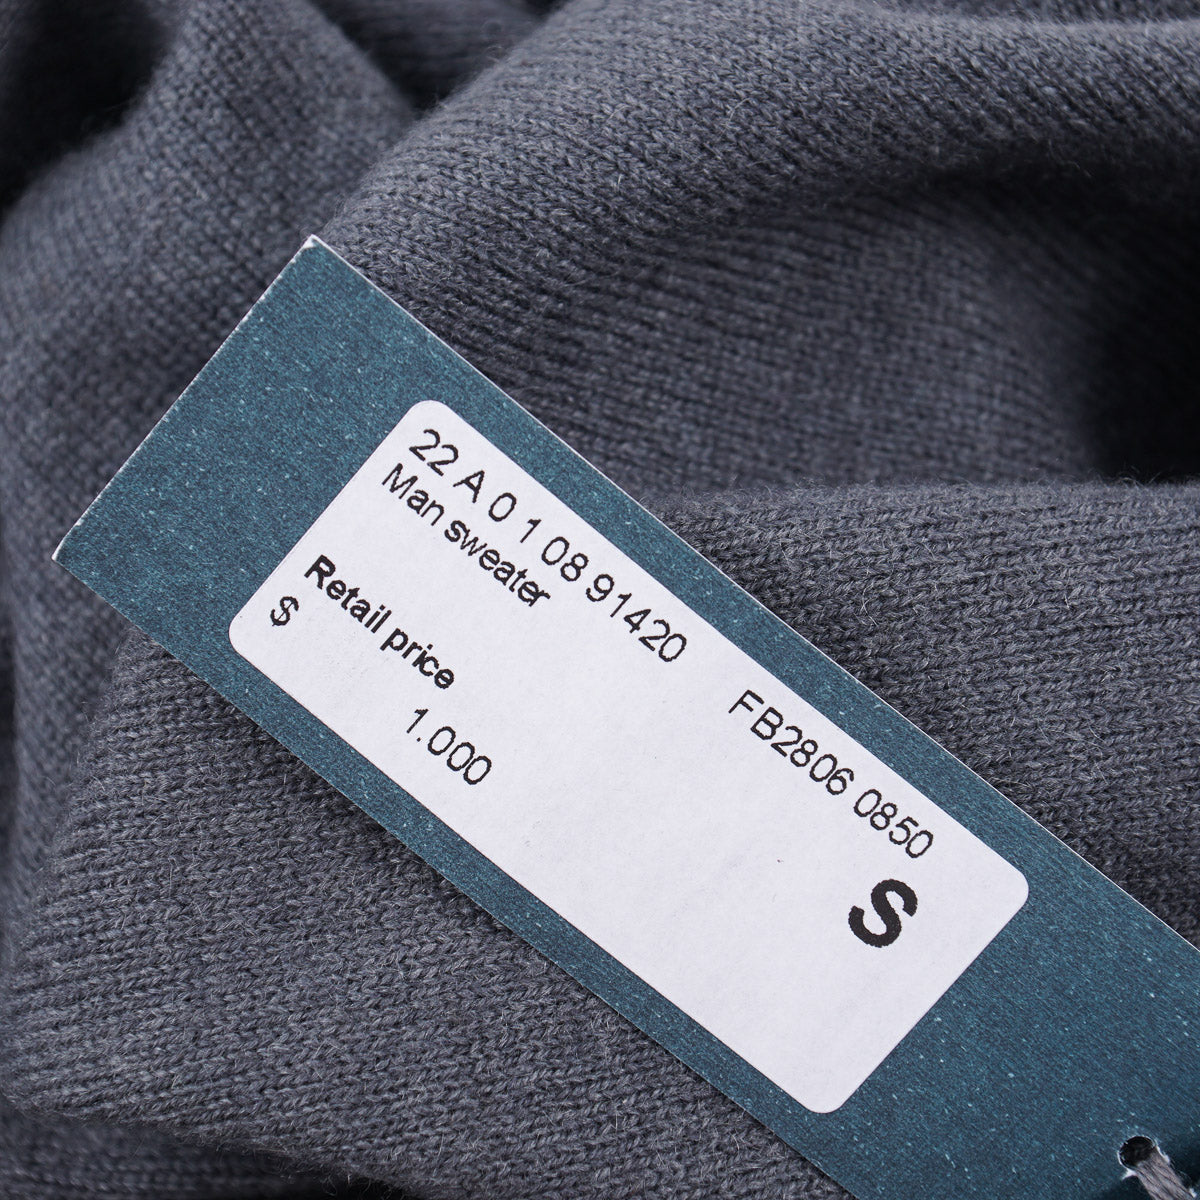 22 A 0 1 08 91420 FB2806 0850
Man sweater
S
Retail price
$ 1.000